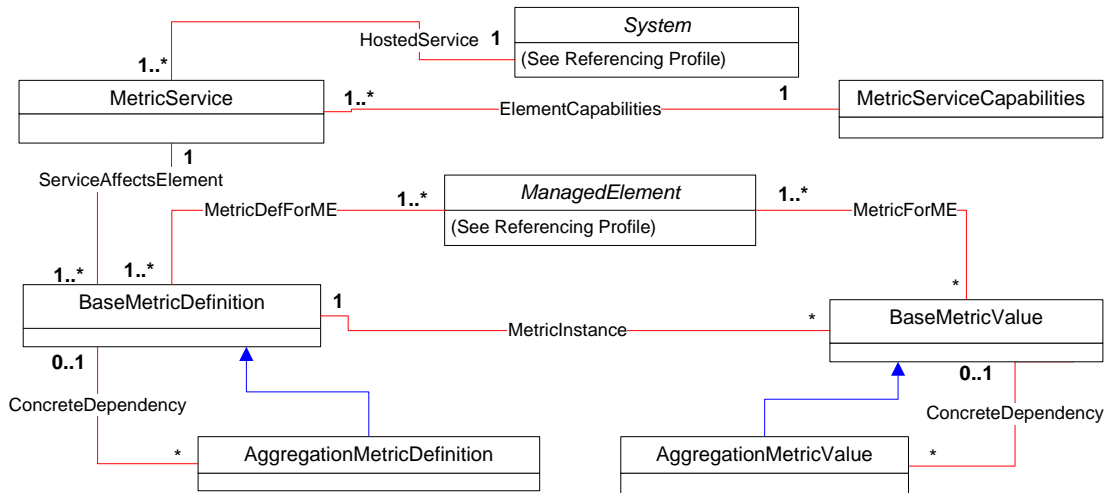 System
HostedService
1
(See Referencing Profile)
1..*
MetricService
1..*
ElementCapabilities
1
MetricServiceCapabilities
1
ServiceAffectsElement
ManagedElement
MetricDefForME
1..*
(See Referencing Profile)
1..*
MetricForME
1..*
1..*
*
BaseMetricDefinition
1
MetricInstance
*
BaseMetricValue
0..1
0..1
ConcreteDependency
ConcreteDependency
*
AggregationMetricDefinition
AggregationMetricValue
*